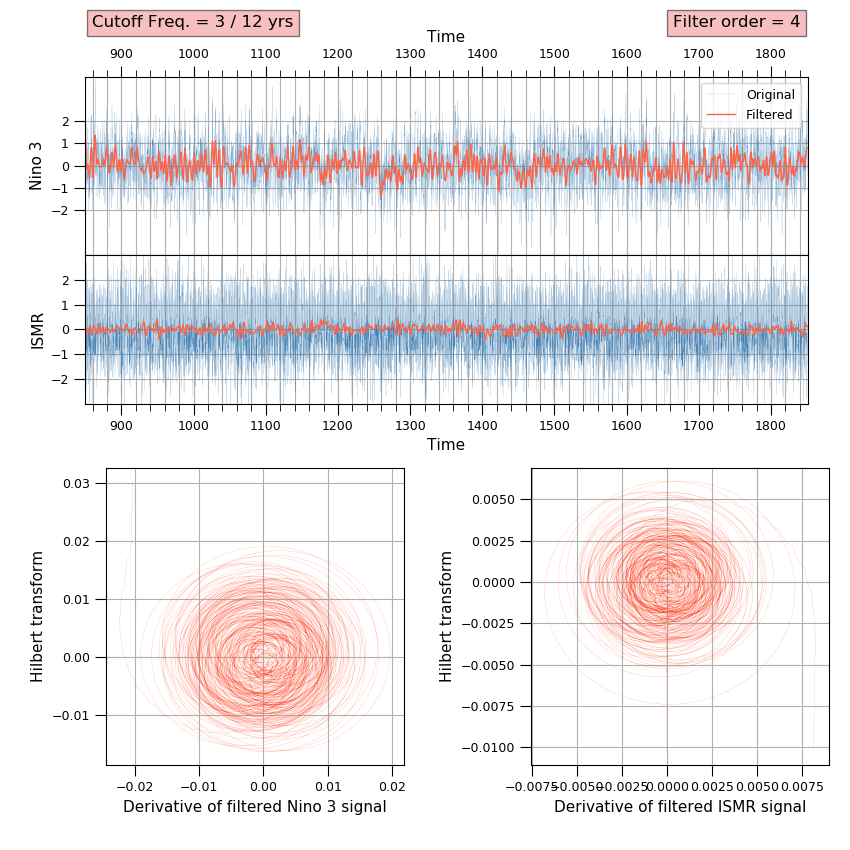 Cutoff Freq. = 3 / 12 yrs
Filter order = 4
Time
900 1000 1100 1200 1300 1400 1500 1600 1700 1800
Original
Filtered
Nino 3
2
1
0
−1
−2
ISMR
2
1
0
−1
−2
900 1000 1100 1200 1300 1400 1500 1600 1700 1800
Time
Hilbert transform
0.03
0.02
0.01
0.00
−0.01
−0.02 −0.01 0.00 0.01 0.02
Derivative of filtered Nino 3 signal
Hilbert transform
0.0050
0.0025
0.0000
−0.0025
−0.0050
−0.0075
−0.0100
−0.0075 −0.0050 −0.0025 0.0000 0.0025 0.0050 0.0075
Derivative of filtered ISMR signal